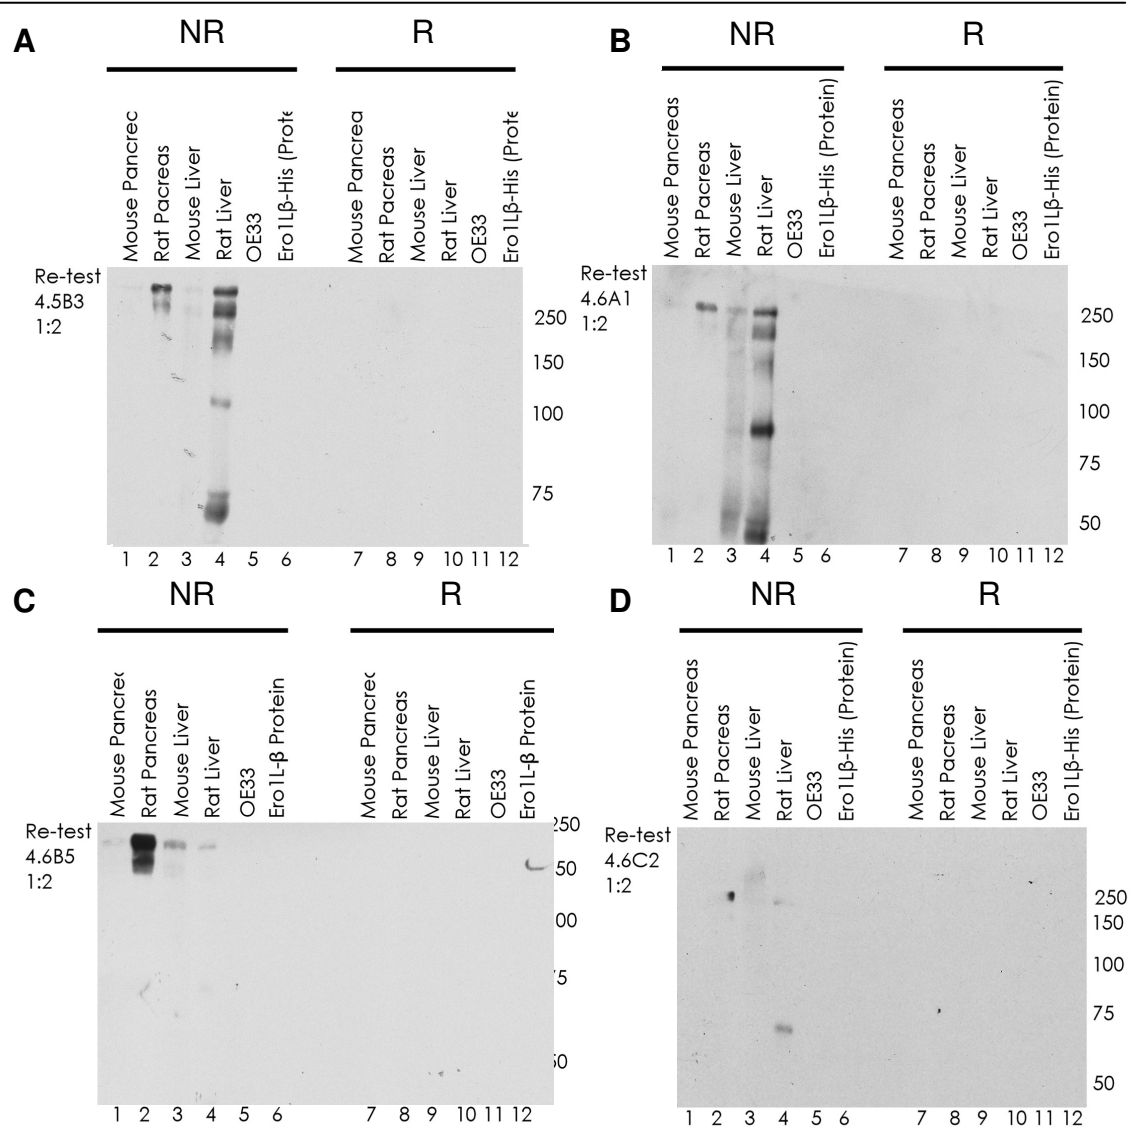 A
NR
R
Mouse Pancrec
Rat Pacreas
Mouse Liver
Rat Liver
OE33
Ero1Lβ-His (Prote
Mouse Pancrea
Rat Pacreas
Mouse Liver
Rat Liver
OE33
Ero1Lβ-His (Prote
Re-test
4.5B3
1:2
250
150
100
75
1 2 3 4 5 6 7 8 9 10 11 12
B
NR
R
Mouse Pancreas
Rat Pacreas
Mouse Liver
Rat Liver
OE33
Ero1Lβ-His (Protein)
Mouse Pancreas
Rat Pacreas
Mouse Liver
Rat Liver
OE33
Ero1Lβ-His (Protein)
Re-test
4.6A1
1:2
250
150
100
75
50
1 2 3 4 5 6 7 8 9 10 11 12
C
NR
R
Mouse Pancrec
Rat Pancreas
Mouse Liver
Rat Liver
OE33
Ero1L-β Protein
Mouse Pancrec
Rat Pancreas
Mouse Liver
Rat Liver
OE33
Ero1L-β Protein
Re-test
4.6B5
1:2
250
50
00
75
50
1 2 3 4 5 6 7 8 9 10 11 12
D
NR
R
Mouse Pancreas
Rat Pacreas
Mouse Liver
Rat Liver
OE33
Ero1Lβ-His (Protein)
Mouse Pancreas
Rat Pacreas
Mouse Liver
Rat Liver
OE33
Ero1Lβ-His (Protein)
Re-test
4.6C2
1:2
250
150
100
75
50
1 2 3 4 5 6 7 8 9 10 11 12